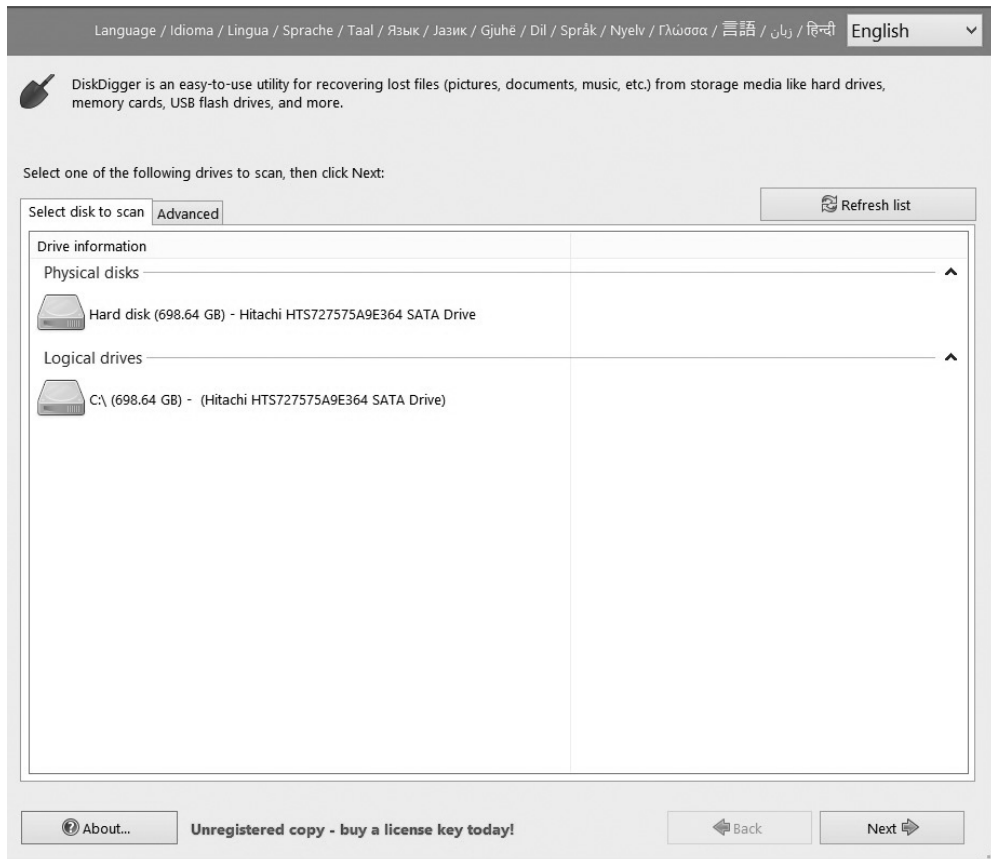 Language / Idioma / Lingua / Sprache / Taal / Язык / Јазик / Gjuhë / Dil / Språk / Nyelv / Γλώσσα / 言語 / زبان / हिन्दी English
DiskDigger is an easy-to-use utility for recovering lost files (pictures, documents, music, etc.) from storage media like hard drives,
memory cards, USB flash drives, and more.
Select one of the following drives to scan, then click Next:
Select disk to scan Advanced Refresh list
Drive information
Physical disks
Hard disk (698.64 GB) - Hitachi HTS727575A9E364 SATA Drive
Logical drives
C:\ (698.64 GB) - (Hitachi HTS727575A9E364 SATA Drive)
About... Unregistered copy - buy a license key today! Back Next